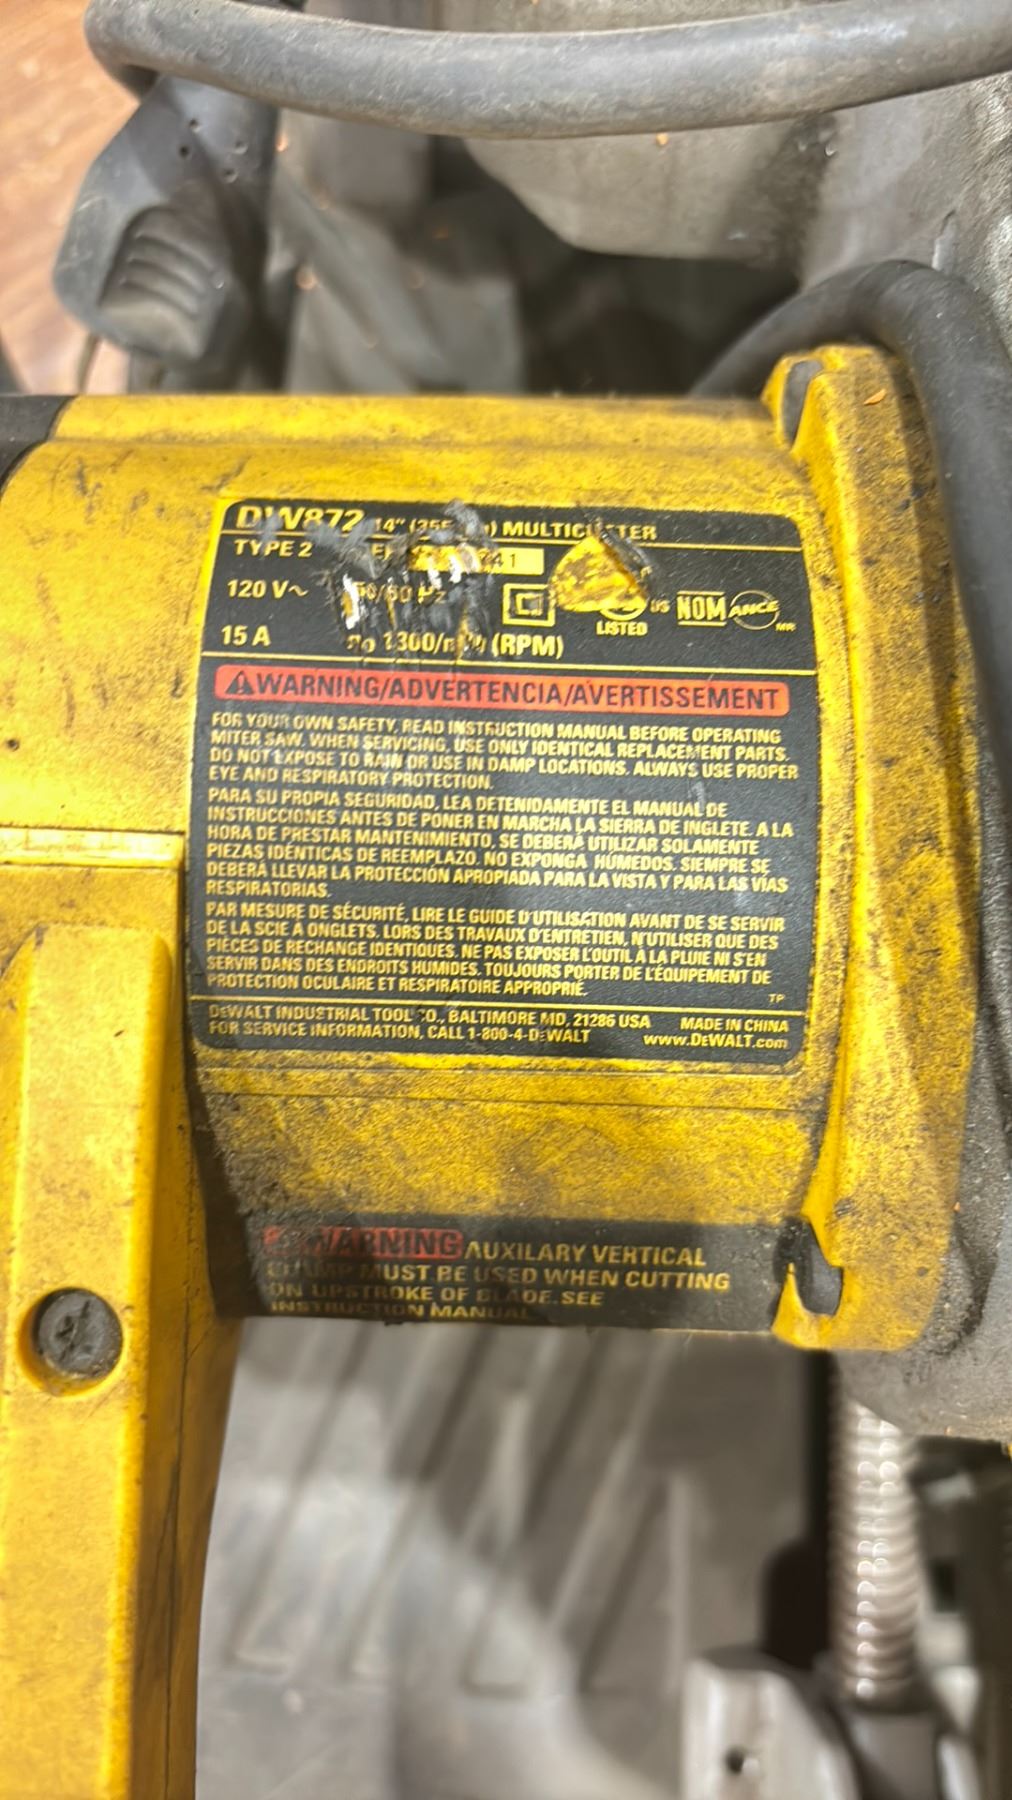 DW872 14" MULTICUTTER
TYPE 2
120 V~ 50/60 Hz
15 A no 1300/min (RPM)
LISTED US NOM ANCE MR
WARNING/ADVERTENCIA/AVERTISSEMENT
FOR YOUR OWN SAFETY, READ INSTRUCTION MANUAL BEFORE OPERATING
MITER SAW. WHEN SERVICING, USE ONLY IDENTICAL REPLACEMENT PARTS.
DO NOT EXPOSE TO RAIN OR USE IN DAMP LOCATIONS. ALWAYS USE PROPER
EYE AND RESPIRATORY PROTECTION.
PARA SU PROPIA SEGURIDAD, LEA DETENIDAMENTE EL MANUAL DE
INSTRUCCIONES ANTES DE PONER EN MARCHA LA SIERRA DE INGLETE. A LA
HORA DE PRESTAR MANTENIMIENTO, SE DEBERÁ UTILIZAR SOLAMENTE
PIEZAS IDÉNTICAS DE REEMPLAZO. NO EXPONGA HÚMEDOS. SIEMPRE SE
DEBERÁ LLEVAR LA PROTECCIÓN APROPIADA PARA LA VISTA Y PARA LAS VÍAS
RESPIRATORIAS.
PAR MESURE DE SÉCURITÉ, LIRE LE GUIDE D'UTILISATION AVANT DE SE SERVIR
DE LA SCIE A ONGLETS. LORS DES TRAVAUX D'ENTRETIEN, N'UTILISER QUE DES
PIÈCES DE RECHANGE IDENTIQUES. NE PAS EXPOSER L'OUTIL À LA PLUIE NI S'EN
SERVIR DANS DES ENDROITS HUMIDES. TOUJOURS PORTER DE L'ÉQUIPEMENT DE
PROTECTION OCULAIRE ET RESPIRATOIRE APPROPRIÉ.
TP
DEWALT INDUSTRIAL TOOL CO., BALTIMORE MD, 21286 USA MADE IN CHINA
FOR SERVICE INFORMATION, CALL 1-800-4-DEWALT www.DEWALT.com
WARNING AUXILARY VERTICAL
CLAMP MUST BE USED WHEN CUTTING
ON UPSTROKE OF BLADE. SEE
INSTRUCTION MANUAL